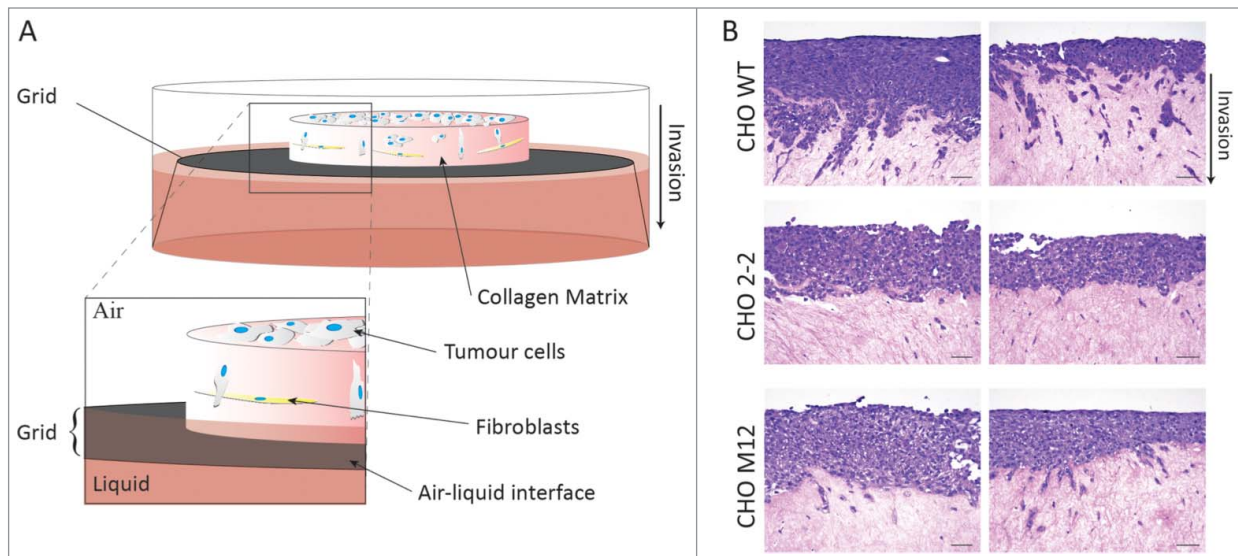 A
Grid
Invasion
Collagen Matrix
Air
Tumour cells
Fibroblasts
Grid
Liquid
Air-liquid interface
B
CHO WT
Invasion
CHO 2-2
CHO M12